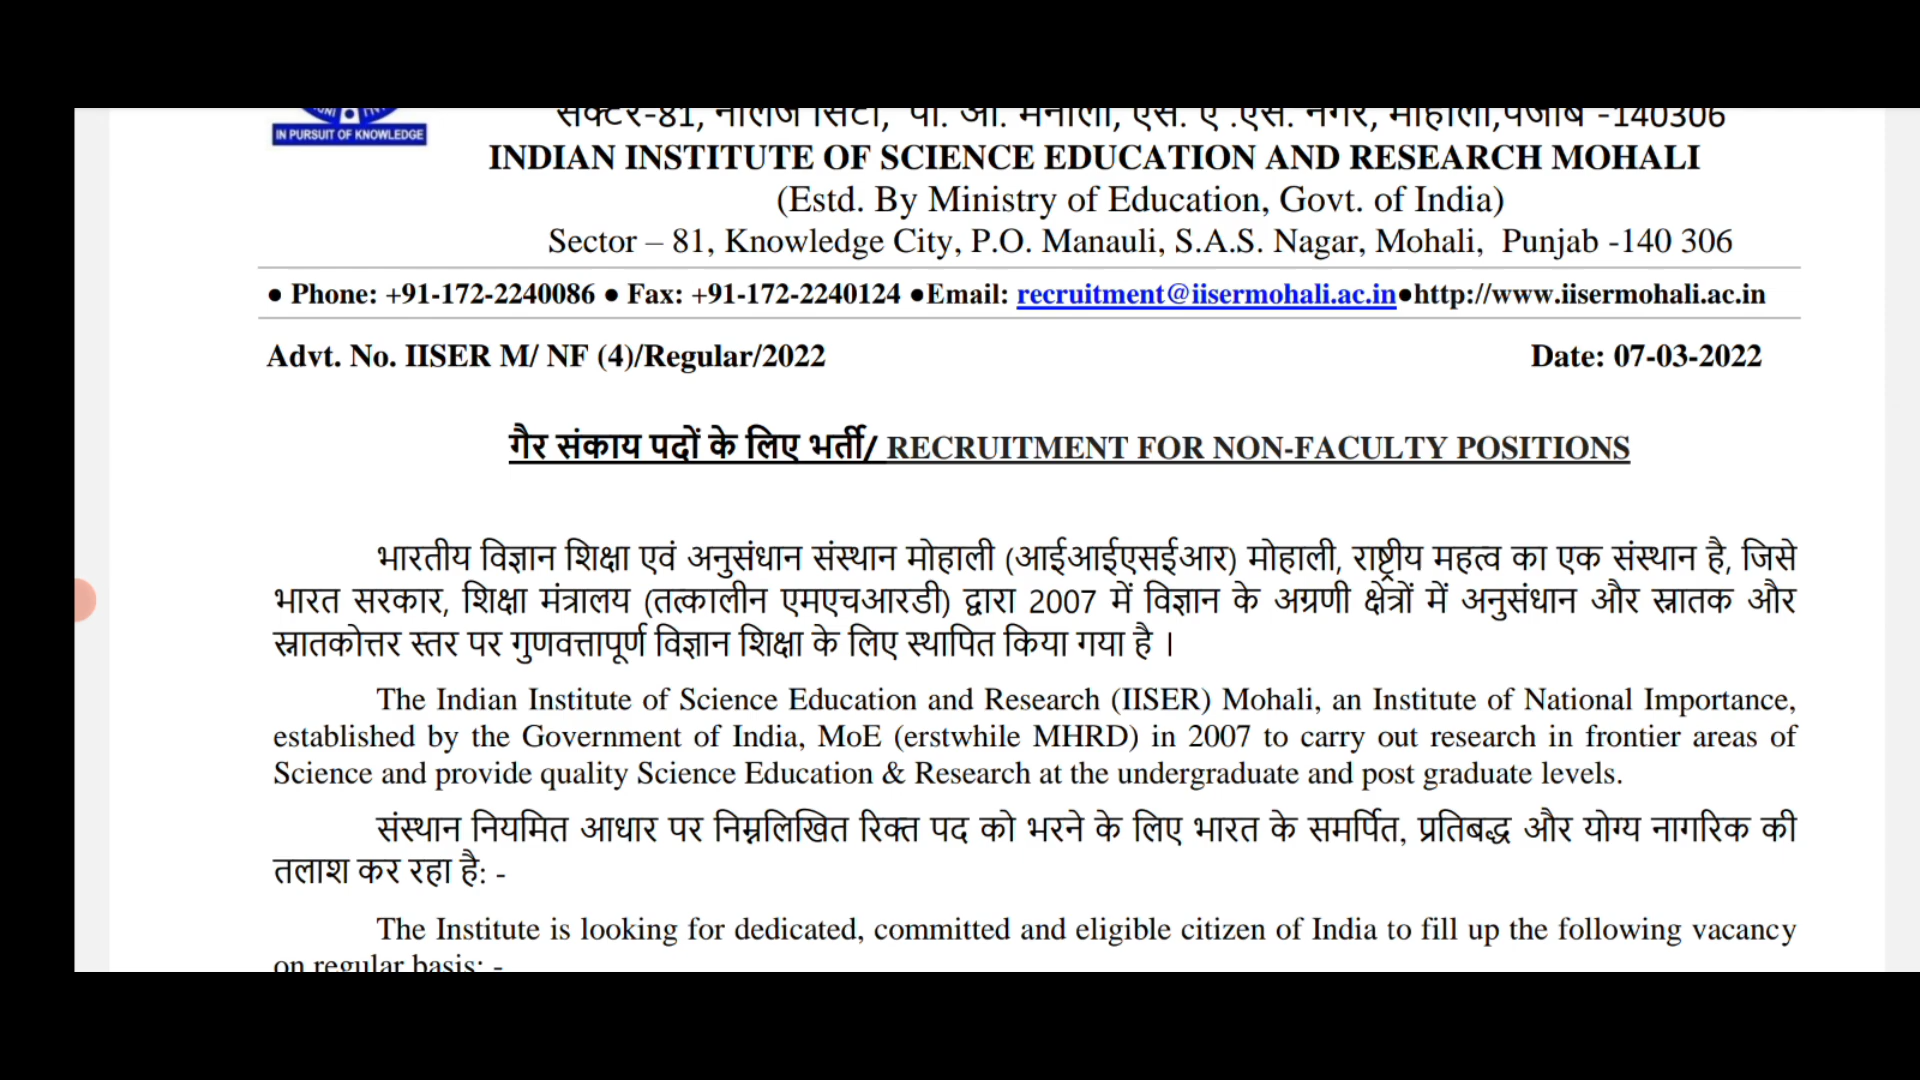 IN PURSUIT OF KNOWLEDGE
सेक्टर-81, नॉलेज सिटी, पी. ओ. मनौली, एस. ए .एस. नगर, मोहाली,पंजाब -140306
INDIAN INSTITUTE OF SCIENCE EDUCATION AND RESEARCH MOHALI
(Estd. By Ministry of Education, Govt. of India)
Sector – 81, Knowledge City, P.O. Manauli, S.A.S. Nagar, Mohali, Punjab -140 306
● Phone: +91-172-2240086 ● Fax: +91-172-2240124 ●Email: recruitment@iisermohali.ac.in●http://www.iisermohali.ac.in
Advt. No. IISER M/ NF (4)/Regular/2022 Date: 07-03-2022
गैर संकाय पदों के लिए भर्ती/ RECRUITMENT FOR NON-FACULTY POSITIONS
भारतीय विज्ञान शिक्षा एवं अनुसंधान संस्थान मोहाली (आईआईएसईआर) मोहाली, राष्ट्रीय महत्व का एक संस्थान है, जिसे
भारत सरकार, शिक्षा मंत्रालय (तत्कालीन एमएचआरडी) द्वारा 2007 में विज्ञान के अग्रणी क्षेत्रों में अनुसंधान और स्नातक और
स्नातकोत्तर स्तर पर गुणवत्तापूर्ण विज्ञान शिक्षा के लिए स्थापित किया गया है ।
The Indian Institute of Science Education and Research (IISER) Mohali, an Institute of National Importance,
established by the Government of India, MoE (erstwhile MHRD) in 2007 to carry out research in frontier areas of
Science and provide quality Science Education & Research at the undergraduate and post graduate levels.
संस्थान नियमित आधार पर निम्नलिखित रिक्त पद को भरने के लिए भारत के समर्पित, प्रतिबद्ध और योग्य नागरिक की
तलाश कर रहा है: -
The Institute is looking for dedicated, committed and eligible citizen of India to fill up the following vacancy
on regular basis: -